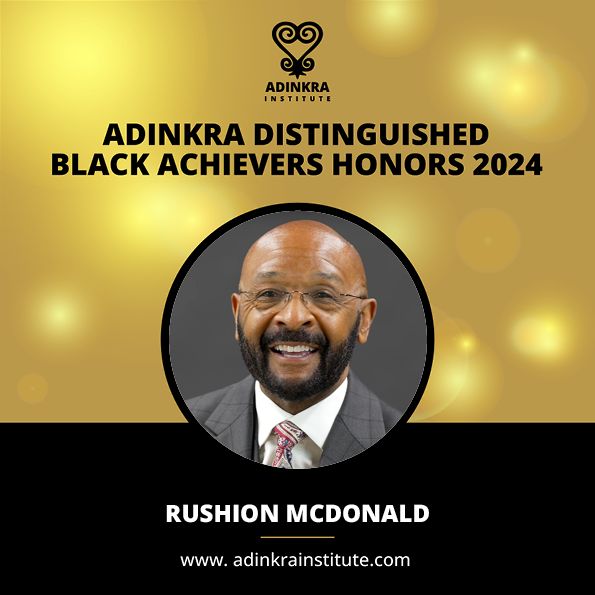 ADINKRA
INSTITUTE
ADINKRA DISTINGUISHED
BLACK ACHIEVERS HONORS 2024
RUSHION MCDONALD
www. adinkrainstitute.com